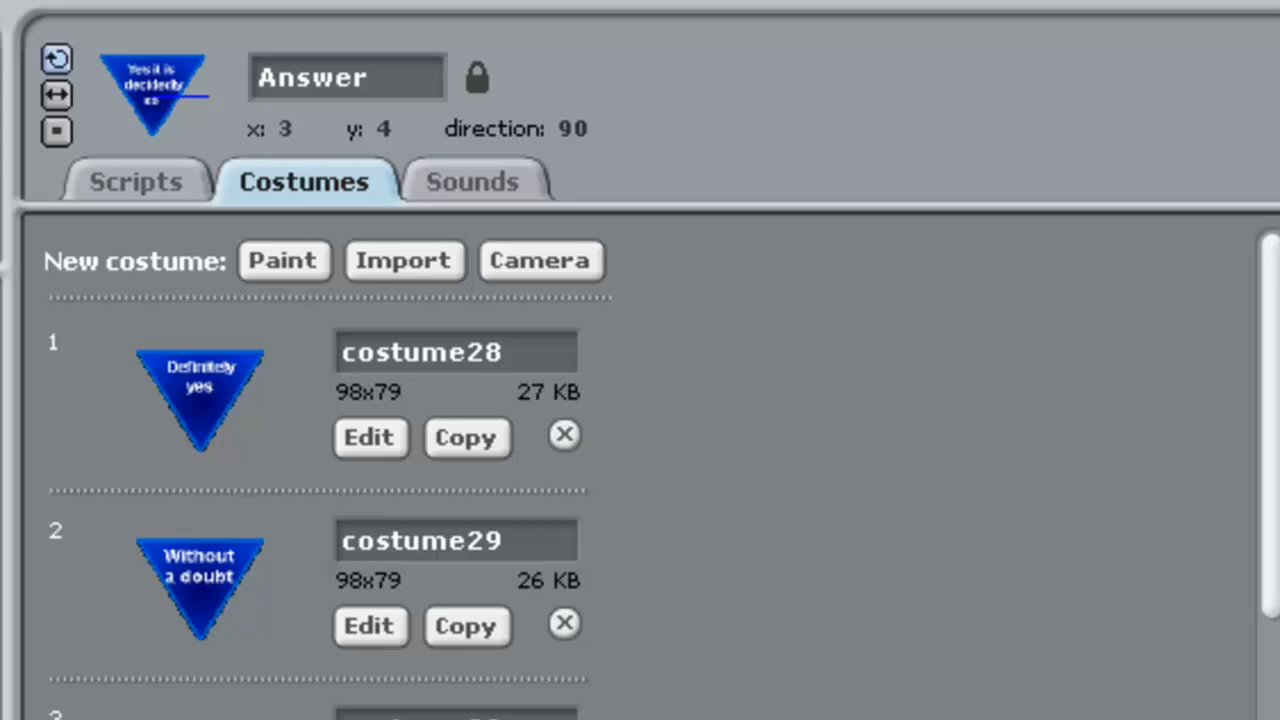 Yes it is
decidedly
so
Answer
x: 3 y: 4 direction: 90
Scripts Costumes Sounds
New costume: Paint Import Camera
1
Definitely
yes
costume28
98x79 27 KB
Edit Copy
2
Without
a doubt
costume29
98x79 26 KB
Edit Copy